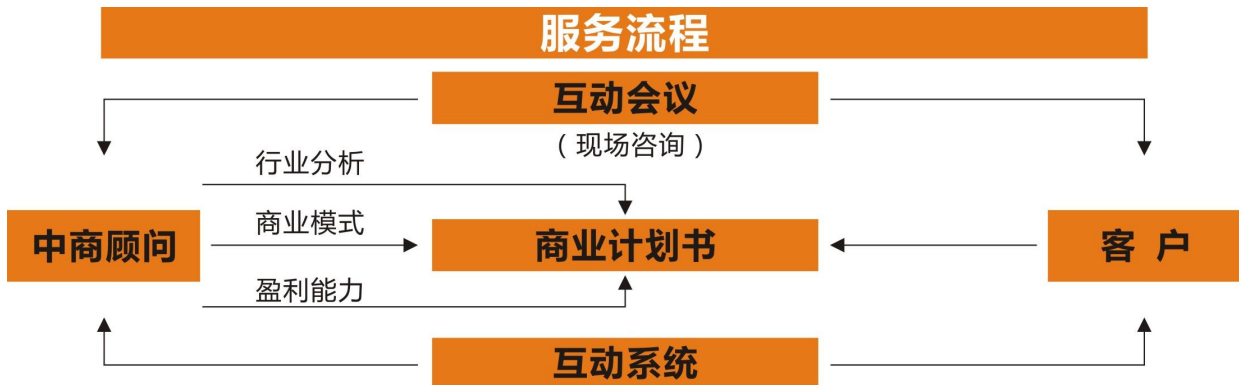 服务流程
互动会议
（现场咨询）
行业分析
商业模式
中商顾问
商业计划书
客 户
盈利能力
互动系统